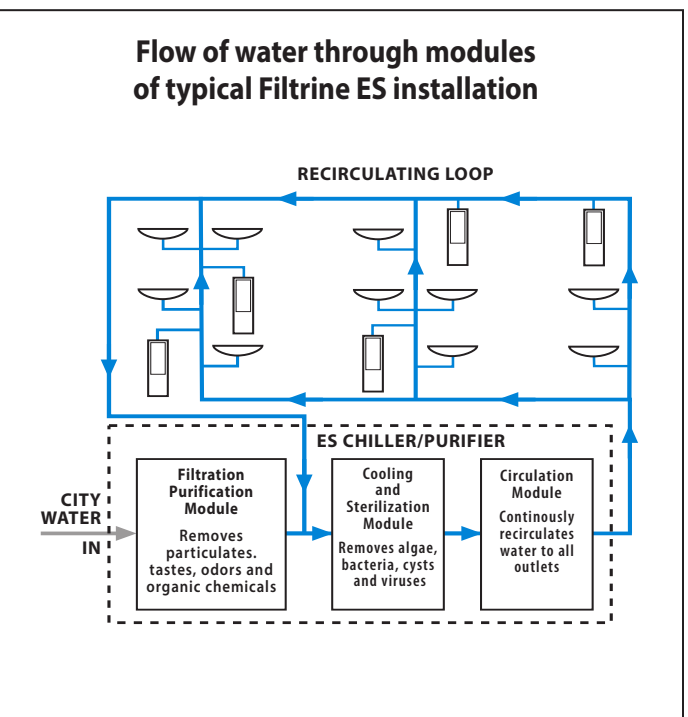 Flow of water through modules
of typical Filtrine ES installation
RECIRCULATING LOOP
ES CHILLER/PURIFIER
CITY
WATER
IN
Filtration
Purification
Module
Removes
particulates.
tastes, odors and
organic chemicals
Cooling
and
Sterilization
Module
Removes algae,
bacteria, cysts
and viruses
Circulation
Module
Continously
recirculates
water to all
outlets